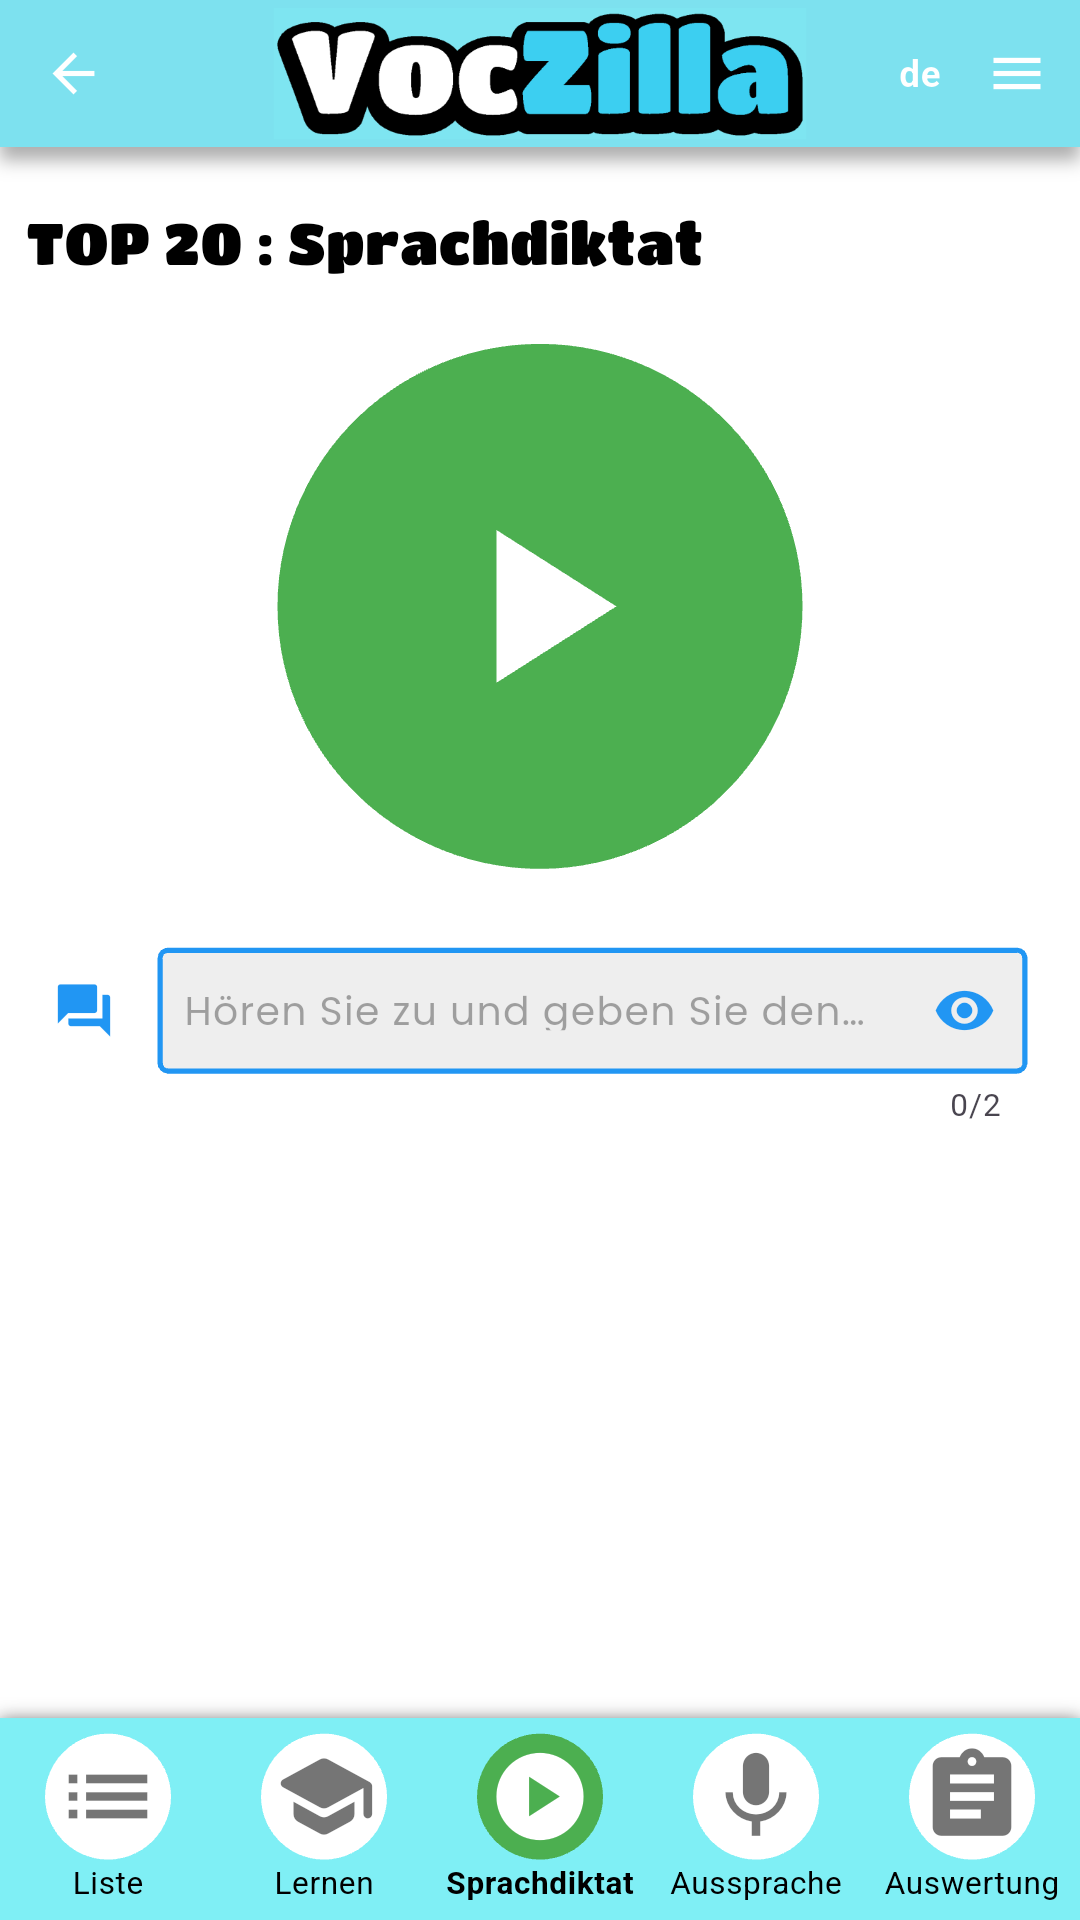 VocZilla
de
TOP 20 : Sprachdiktat
Hören Sie zu und geben Sie den…
0/2
Liste
Lernen
Sprachdiktat
Aussprache
Auswertung